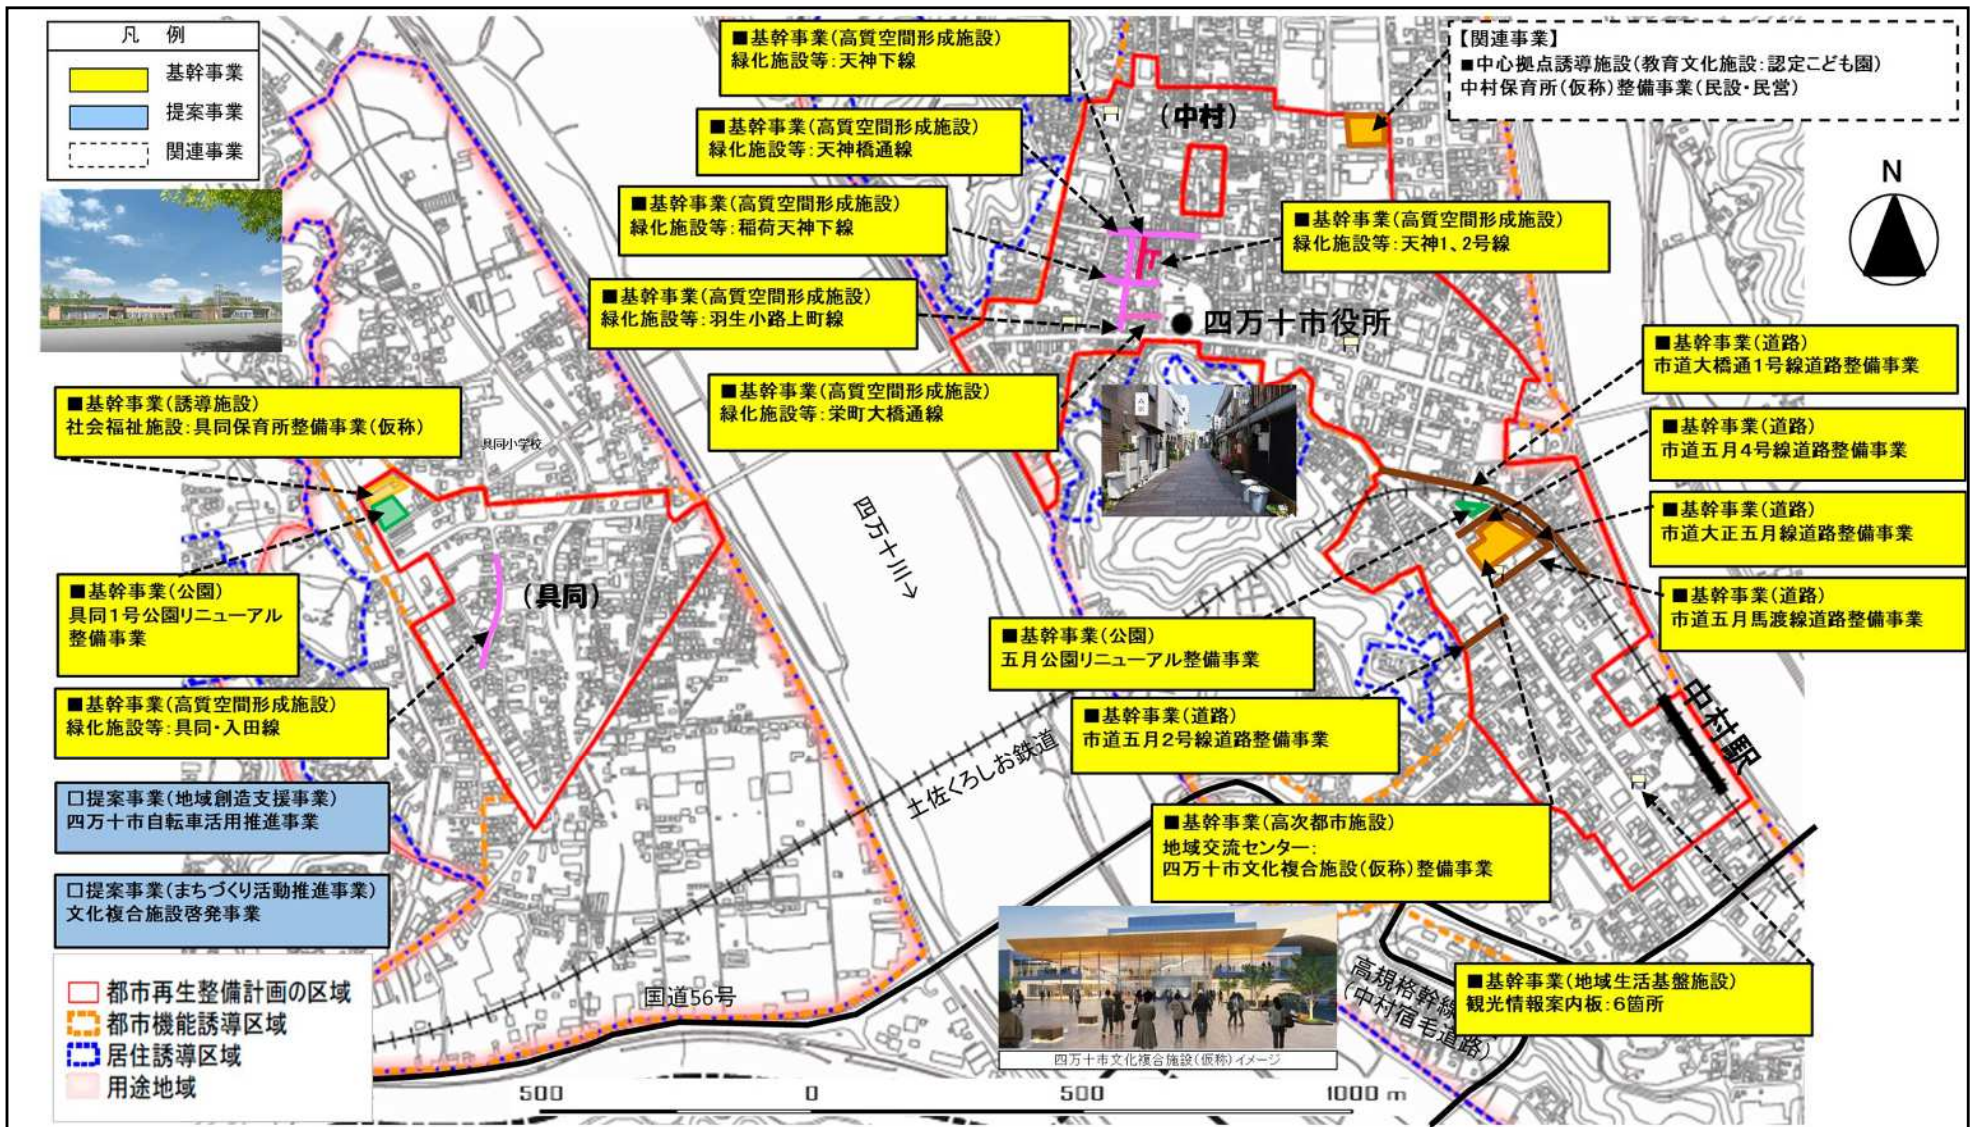 凡　例
基幹事業
提案事業
関連事業
■基幹事業(高質空間形成施設)
緑化施設等:天神下線
■基幹事業(高質空間形成施設)
緑化施設等:天神橋通線
■基幹事業(高質空間形成施設)
緑化施設等:稲荷天神下線
■基幹事業(高質空間形成施設)
緑化施設等:羽生小路上町線
■基幹事業(高質空間形成施設)
緑化施設等:栄町大橋通線
【関連事業】
■中心拠点誘導施設(教育文化施設:認定こども園)
中村保育所(仮称)整備事業(民設・民営)
(中村)
■基幹事業(高質空間形成施設)
緑化施設等:天神1、2号線
N
四万十市役所
■基幹事業(道路)
市道大橋通1号線道路整備事業
■基幹事業(道路)
市道五月4号線道路整備事業
■基幹事業(道路)
市道大正五月線道路整備事業
■基幹事業(道路)
市道五月馬渡線道路整備事業
■基幹事業(誘導施設)
社会福祉施設:具同保育所整備事業(仮称)
具同小学校
■基幹事業(公園)
具同1号公園リニューアル
整備事業
(具同)
■基幹事業(高質空間形成施設)
緑化施設等:具同・入田線
四万十川→
■基幹事業(公園)
五月公園リニューアル整備事業
■基幹事業(道路)
市道五月2号線道路整備事業
中村駅
土佐くろしお鉄道
□提案事業(地域創造支援事業)
四万十市自転車活用推進事業
□提案事業(まちづくり活動推進事業)
文化複合施設啓発事業
■基幹事業(高次都市施設)
地域交流センター:
四万十市文化複合施設(仮称)整備事業
四万十市文化複合施設(仮称)イメージ
高規格幹線
(中村宿毛道路)
■基幹事業(地域生活基盤施設)
観光情報案内板:6箇所
国道56号
都市再生整備計画の区域
都市機能誘導区域
居住誘導区域
用途地域
500 0 500 1000 m